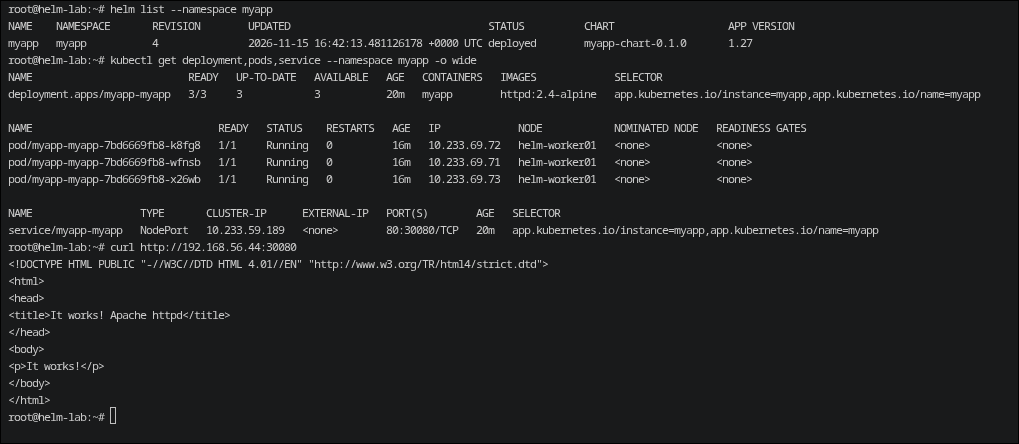 root@helm-lab:~# helm list --namespace myapp
NAME    NAMESPACE       REVISION        UPDATED                                 STATUS          CHART                   APP VERSION
myapp   myapp           4               2026-11-15 16:42:13.481126178 +0000 UTC deployed        myapp-chart-0.1.0       1.27
root@helm-lab:~# kubectl get deployment,pods,service --namespace myapp -o wide
NAME                          READY   UP-TO-DATE   AVAILABLE   AGE   CONTAINERS   IMAGES             SELECTOR
deployment.apps/myapp-myapp   3/3     3            3           20m   myapp        httpd:2.4-alpine   app.kubernetes.io/instance=myapp,app.kubernetes.io/name=myapp

NAME                               READY   STATUS    RESTARTS   AGE   IP             NODE            NOMINATED NODE   READINESS GATES
pod/myapp-myapp-7bd6669fb8-k8fg8   1/1     Running   0          16m   10.233.69.72   helm-worker01   <none>           <none>
pod/myapp-myapp-7bd6669fb8-wfnsb   1/1     Running   0          16m   10.233.69.71   helm-worker01   <none>           <none>
pod/myapp-myapp-7bd6669fb8-x26wb   1/1     Running   0          16m   10.233.69.73   helm-worker01   <none>           <none>

NAME                  TYPE       CLUSTER-IP      EXTERNAL-IP   PORT(S)        AGE   SELECTOR
service/myapp-myapp   NodePort   10.233.59.189   <none>        80:30080/TCP   20m   app.kubernetes.io/instance=myapp,app.kubernetes.io/name=myapp
root@helm-lab:~# curl http://192.168.56.44:30080
<!DOCTYPE HTML PUBLIC "-//W3C//DTD HTML 4.01//EN" "http://www.w3.org/TR/html4/strict.dtd">
<html>
<head>
<title>It works! Apache httpd</title>
</head>
<body>
<p>It works!</p>
</body>
</html>
root@helm-lab:~#